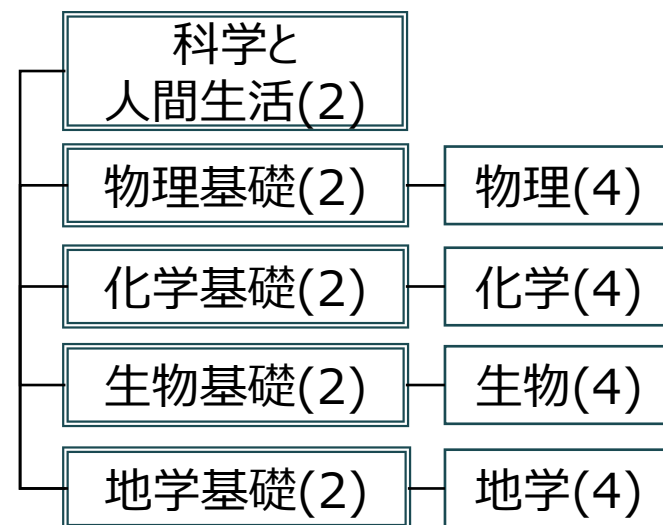 科学と
人間生活(2)
物理基礎(2)
物理(4)
化学基礎(2)
化学(4)
生物基礎(2)
生物(4)
地学基礎(2)
地学(4)